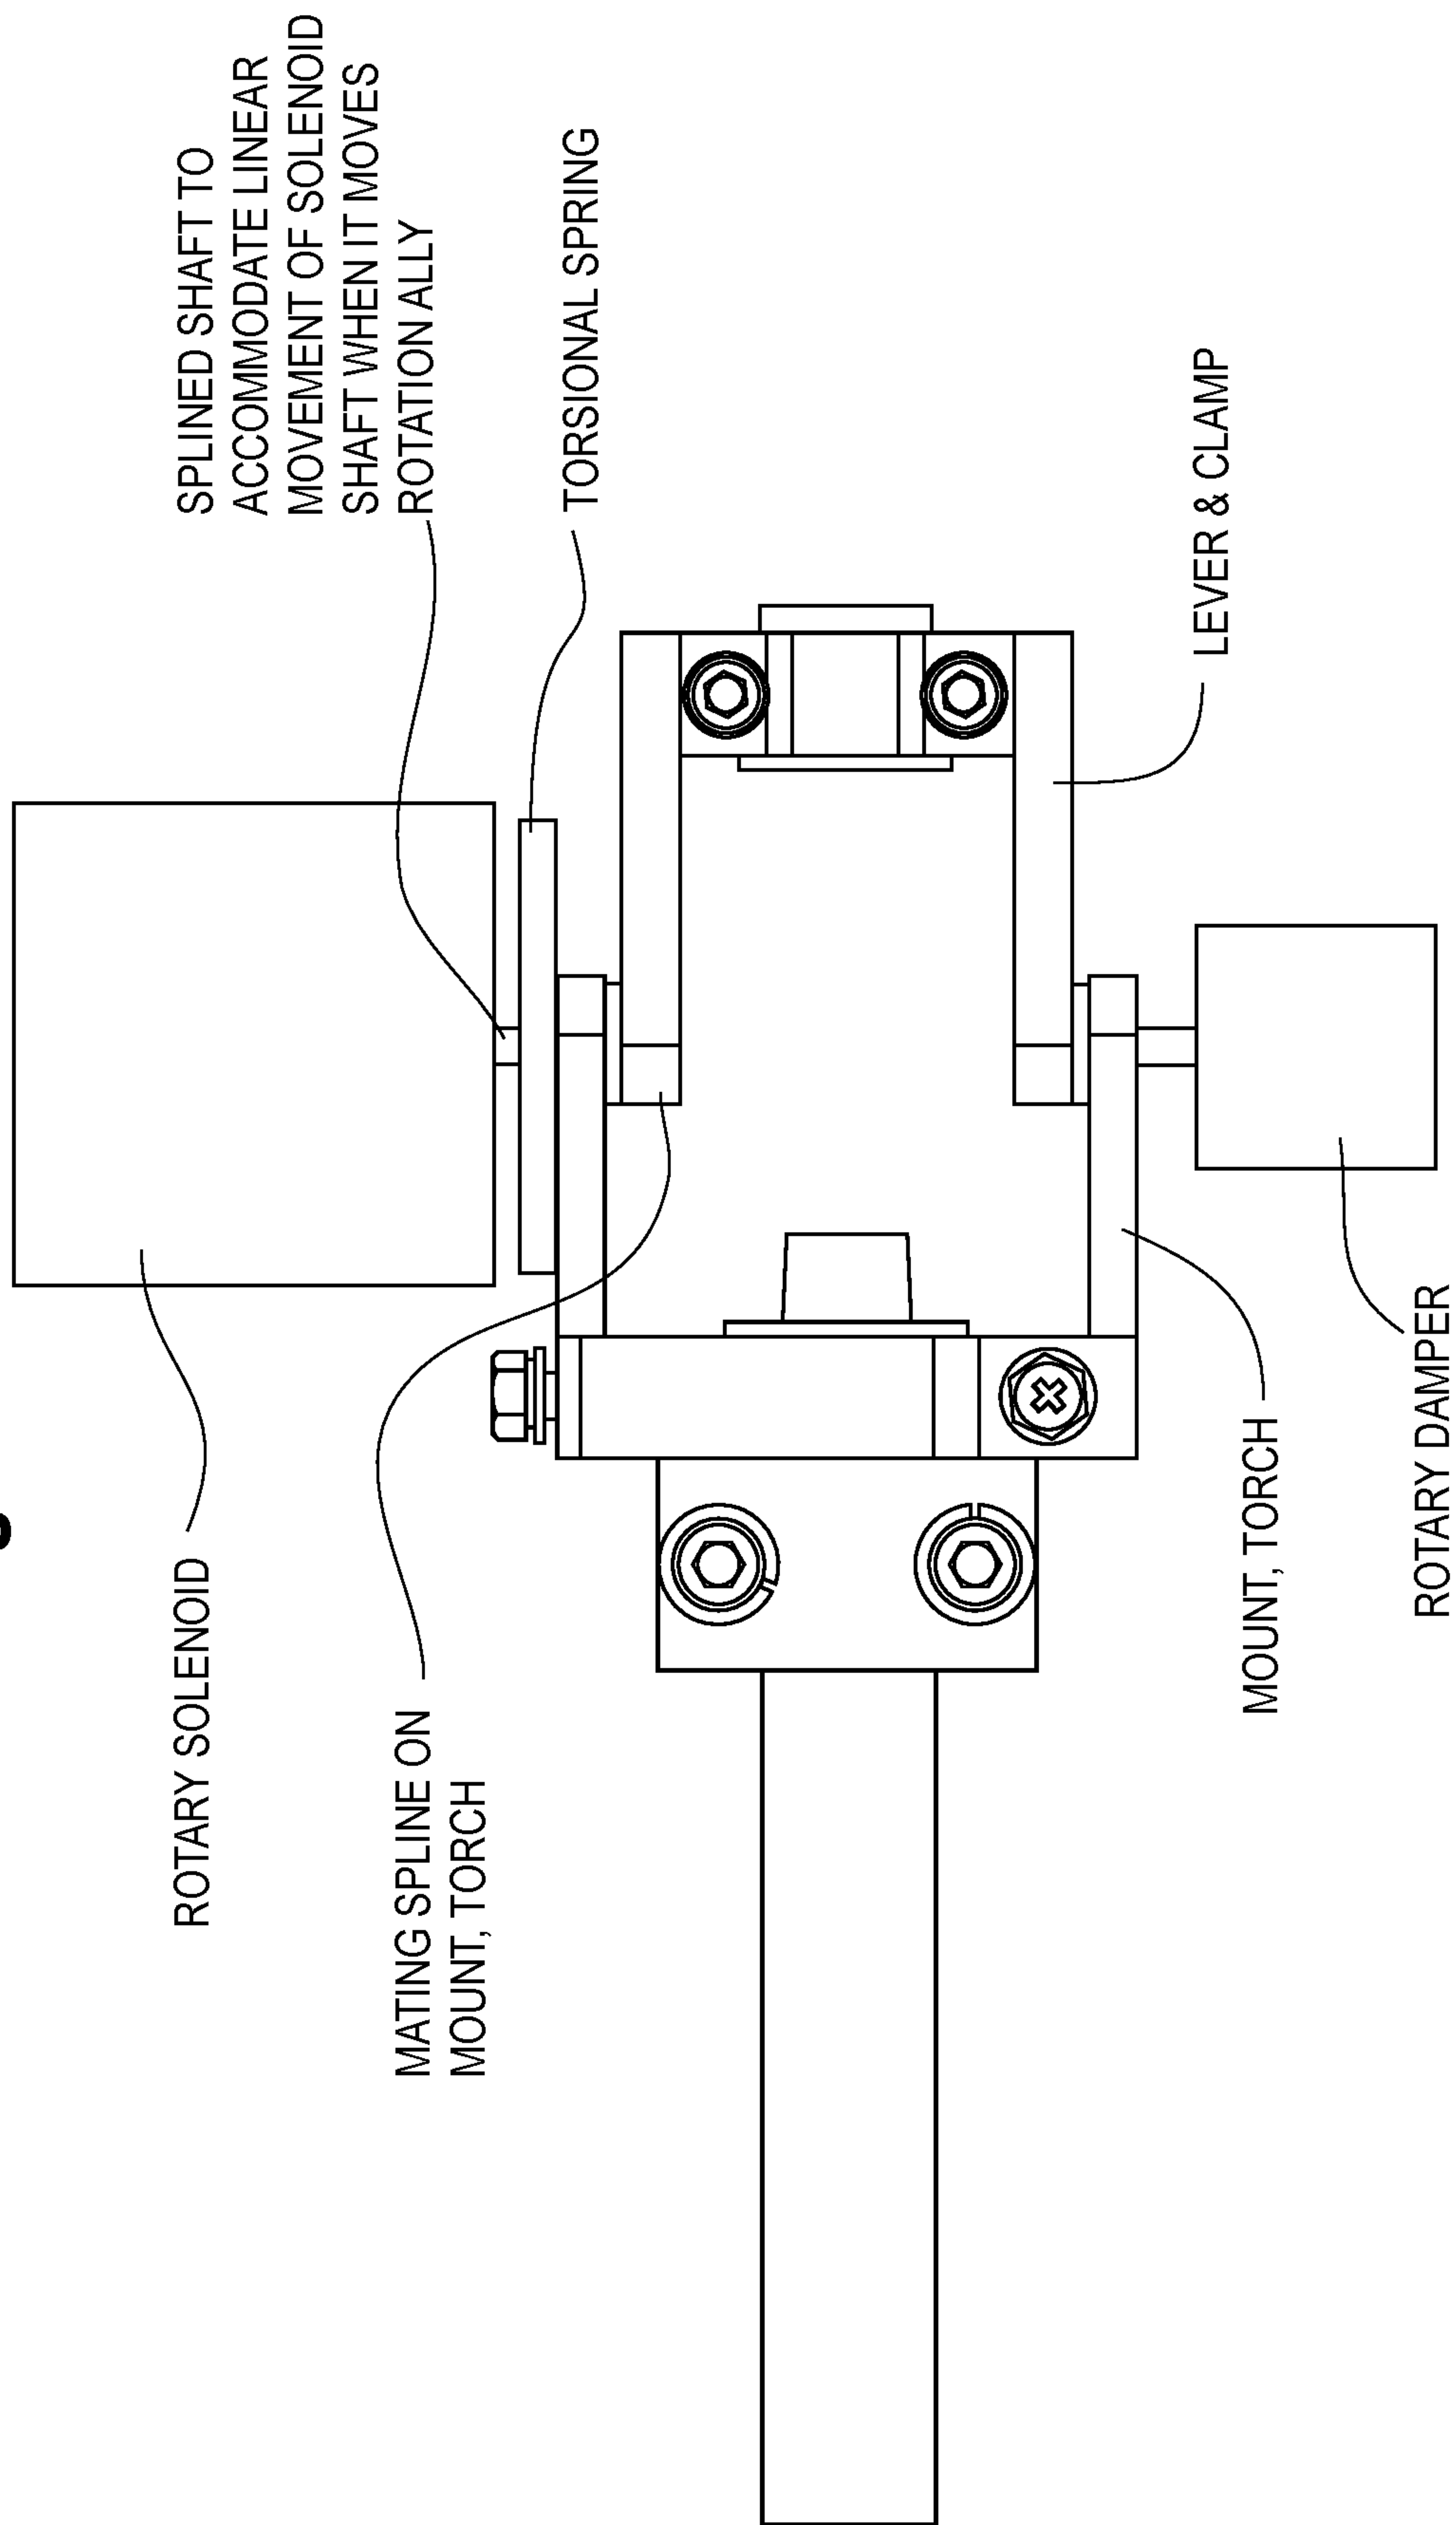 ROTARY SOLENOID
SPLINED SHAFT TO
ACCOMMODATE LINEAR
MOVEMENT OF SOLENOID
SHAFT WHEN IT MOVES
ROTATION ALLY
MATING SPLINE ON
MOUNT, TORCH
TORSIONAL SPRING
LEVER & CLAMP
MOUNT, TORCH
ROTARY DAMPER